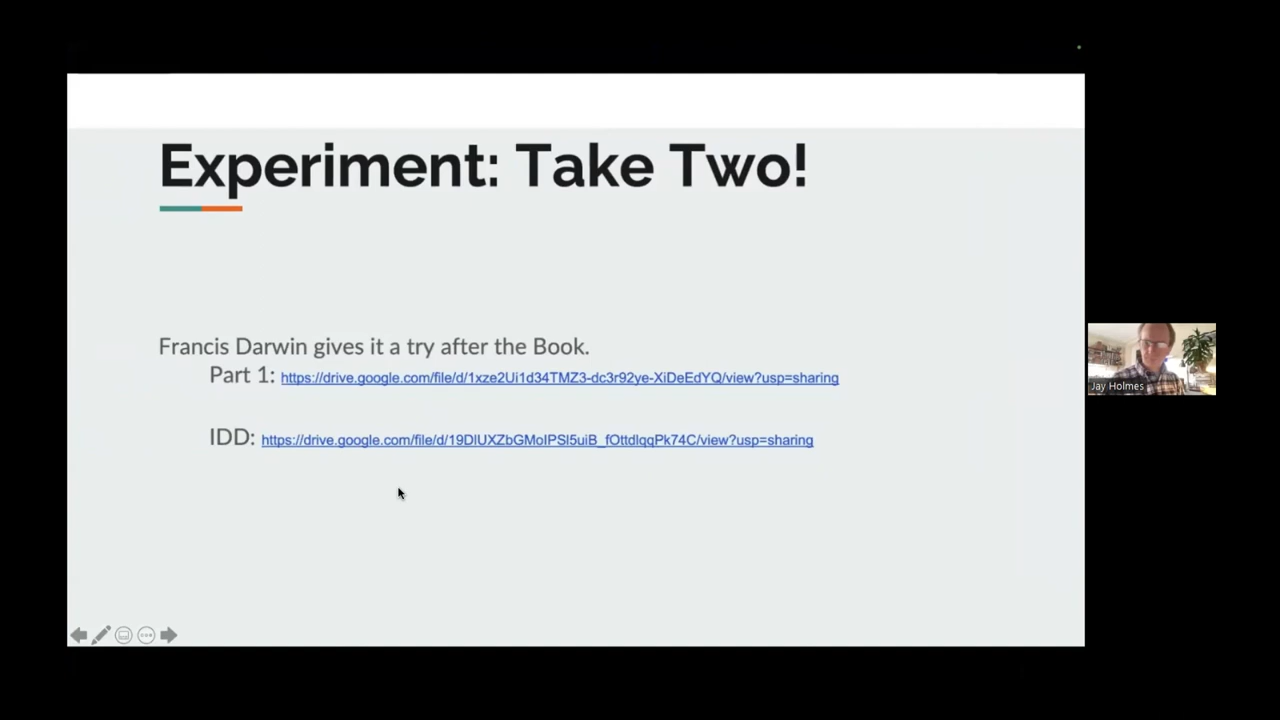 Experiment: Take Two!
Francis Darwin gives it a try after the Book.
Part 1: https://drive.google.com/file/d/1xze2Ui1d34TMZ3-dc3r92ye-XiDeEdYQ/view?usp=sharing
IDD: https://drive.google.com/file/d/19DlUXZbGMoIPSl5uiB_fOttdlqqPk74C/view?usp=sharing
Jay Holmes